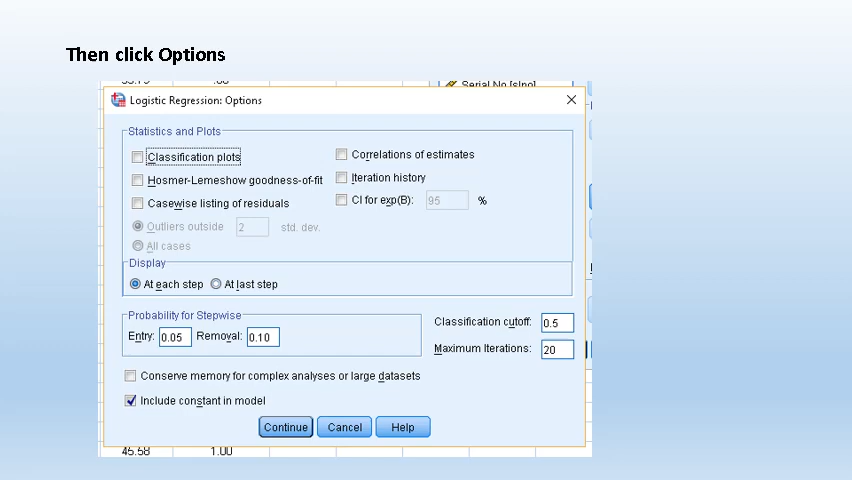 Then click Options
Serial No [slno]
Logistic Regression: Options
Statistics and Plots
Classification plots
Correlations of estimates
Hosmer-Lemeshow goodness-of-fit
Iteration history
Casewise listing of residuals
CI for exp(B): 95 %
Outliers outside 2 std. dev.
All cases
Display
At each step At last step
Probability for Stepwise
Entry: 0.05 Removal: 0.10
Classification cutoff: 0.5
Maximum Iterations: 20
Conserve memory for complex analyses or large datasets
Include constant in model
Continue Cancel Help
45.58 1.00